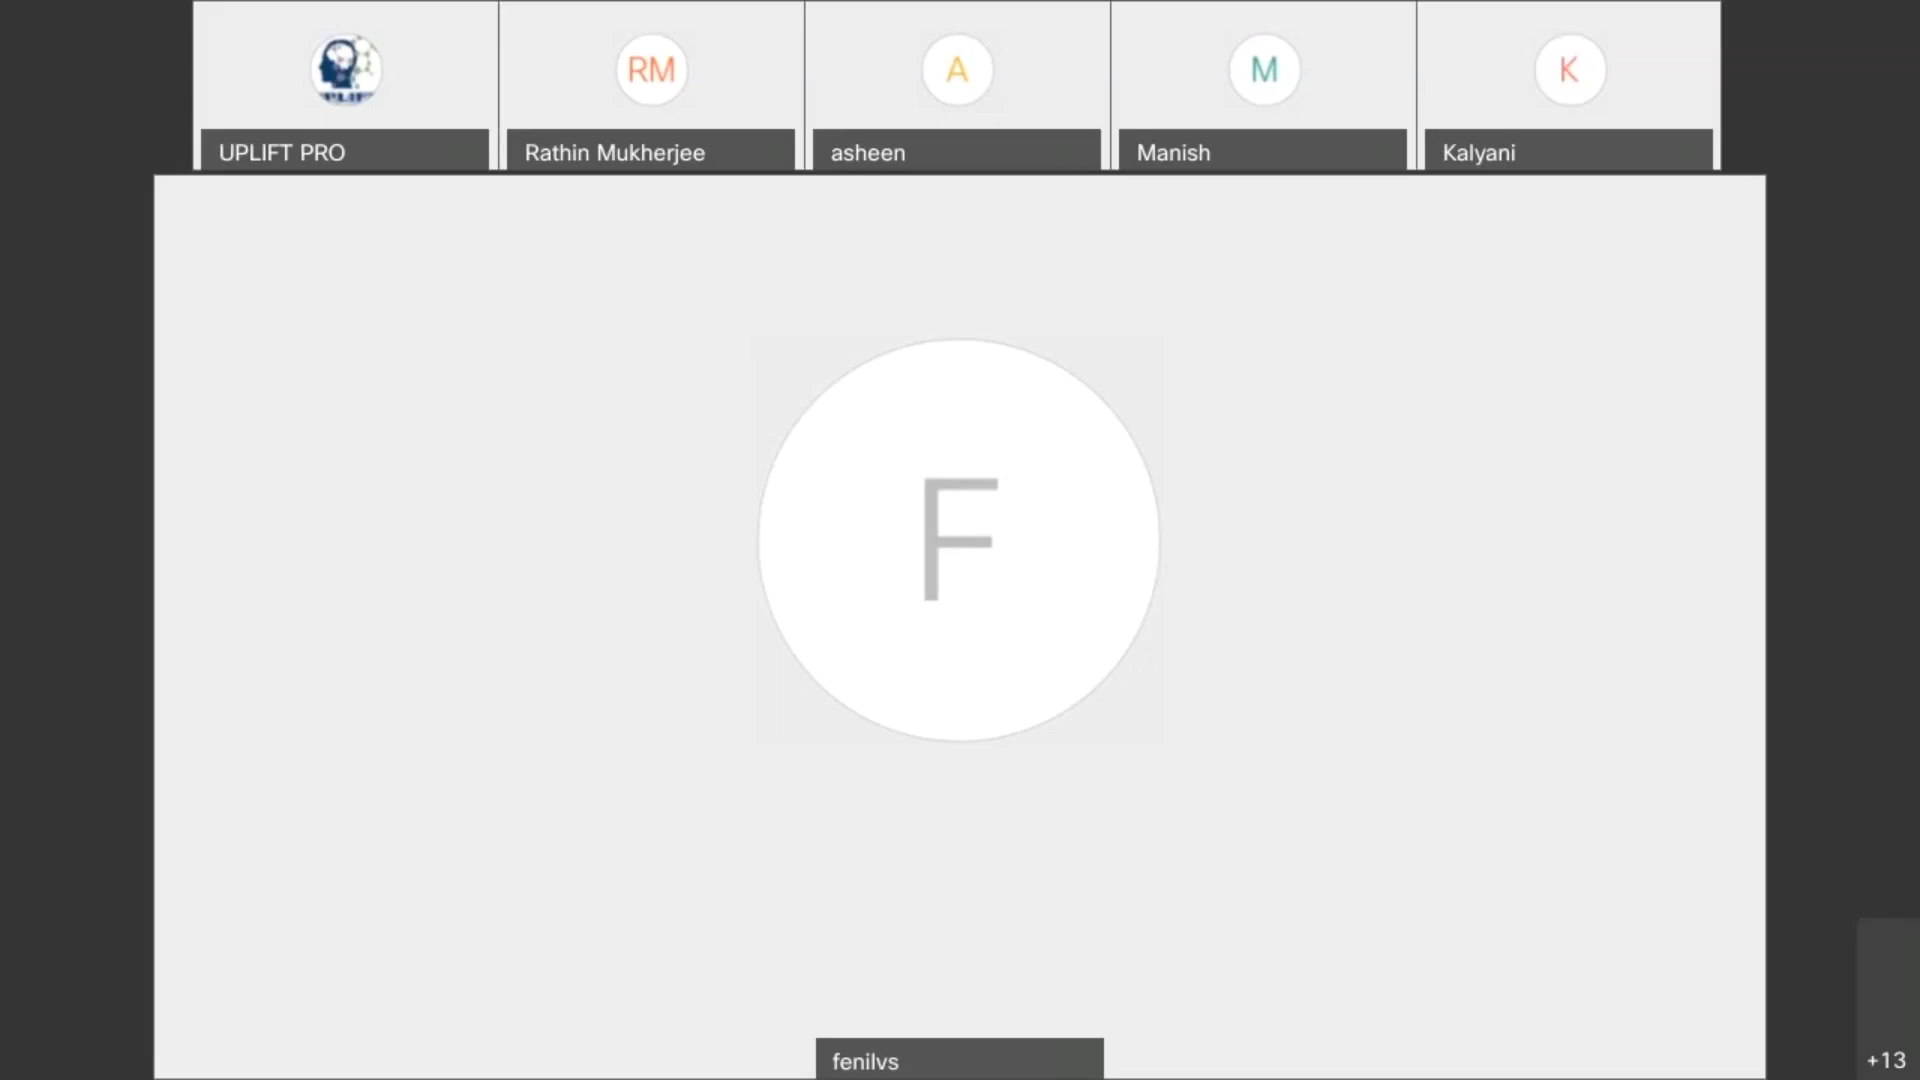 RM
A
M
K
UPLIFT PRO
Rathin Mukherjee
asheen
Manish
Kalyani
F
fenilvs
+13